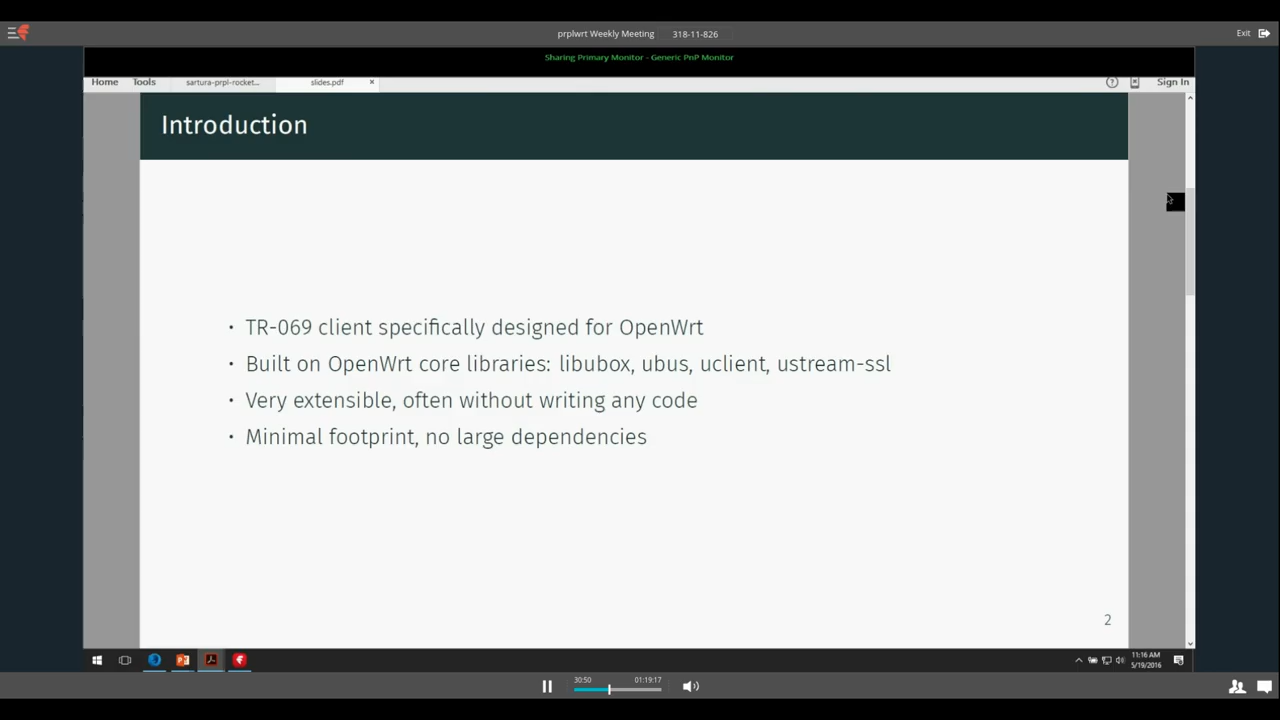 prplwrt Weekly Meeting 318-11-826
Exit
Sharing Primary Monitor - Generic PnP Monitor
Home Tools sartura-prpl-rocket... slides.pdf × Sign In
Introduction
• TR-069 client specifically designed for OpenWrt
• Built on OpenWrt core libraries: libubox, ubus, uclient, ustream-ssl
• Very extensible, often without writing any code
• Minimal footprint, no large dependencies
2
11:16 AM
5/19/2016
30:50 01:19:17